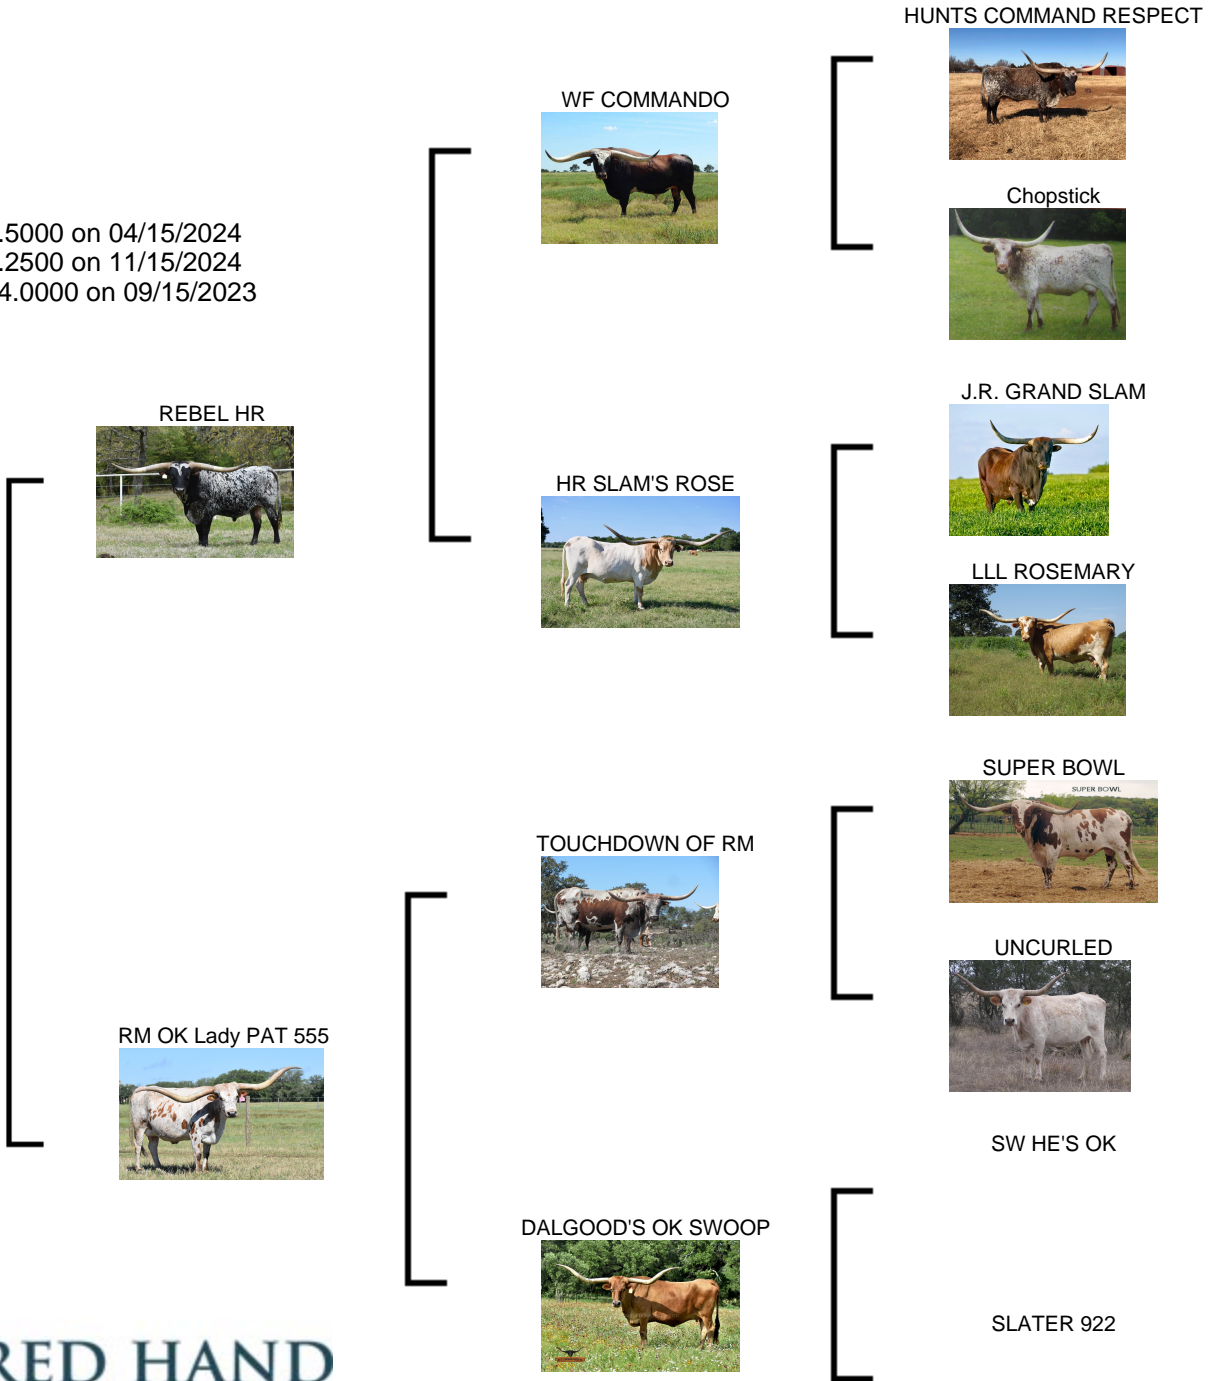 HUNTS COMMAND RESPECT
WF COMMANDO
Chopstick
.5000 on 04/15/2024
.2500 on 11/15/2024
4.0000 on 09/15/2023
J.R. GRAND SLAM
REBEL HR
HR SLAM'S ROSE
LLL ROSEMARY
SUPER BOWL
SUPER BOWL
TOUCHDOWN OF RM
UNCURLED
RM OK Lady PAT 555
SW HE'S OK
DALGOOD'S OK SWOOP
SLATER 922
RED HAND